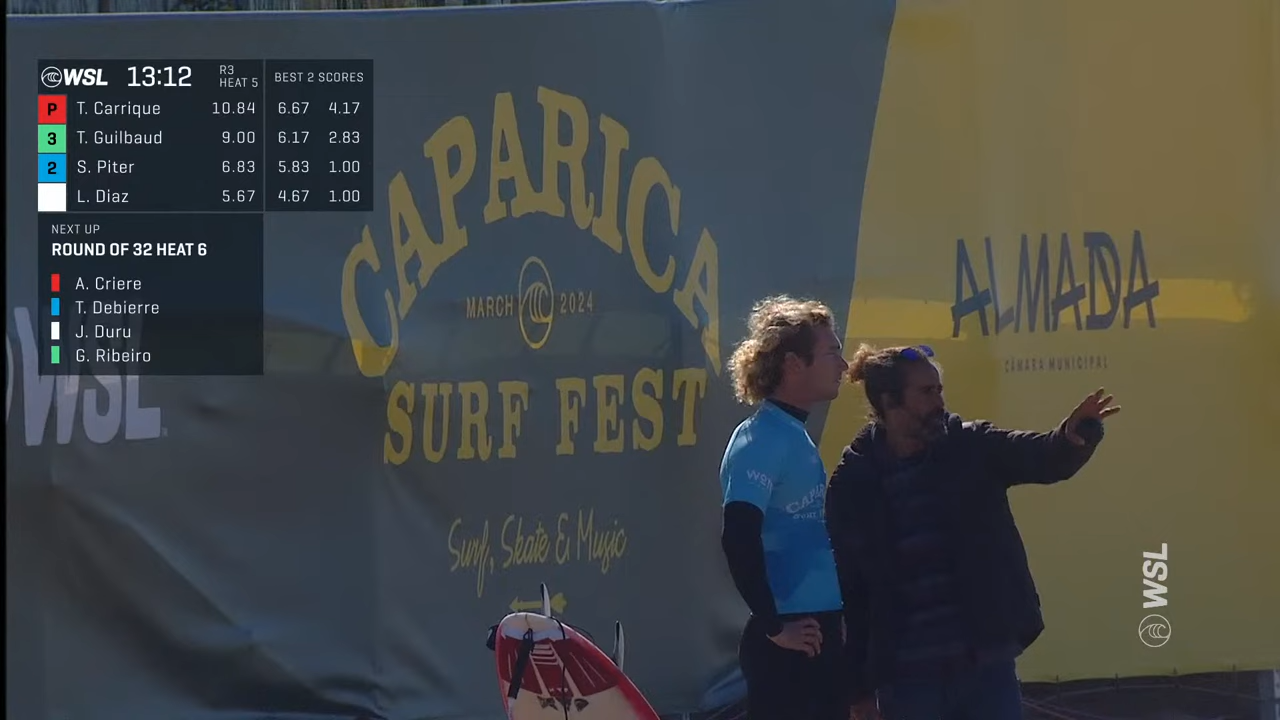 WSL 13:12 R3 HEAT 5 BEST 2 SCORES
P T. Carrique 10.84 6.67 4.17
3 T. Guilbaud 9.00 6.17 2.83
2 S. Piter 6.83 5.83 1.00
L. Diaz 5.67 4.67 1.00
NEXT UP
ROUND OF 32 HEAT 6
A. Criere
T. Debierre
J. Duru
G. Ribeiro
WSL
CAPARICA
MARCH 2024
SURF FEST
Surf, Skate & Music
ALMADA
CÂMARA MUNICIPAL
WSL
WSL